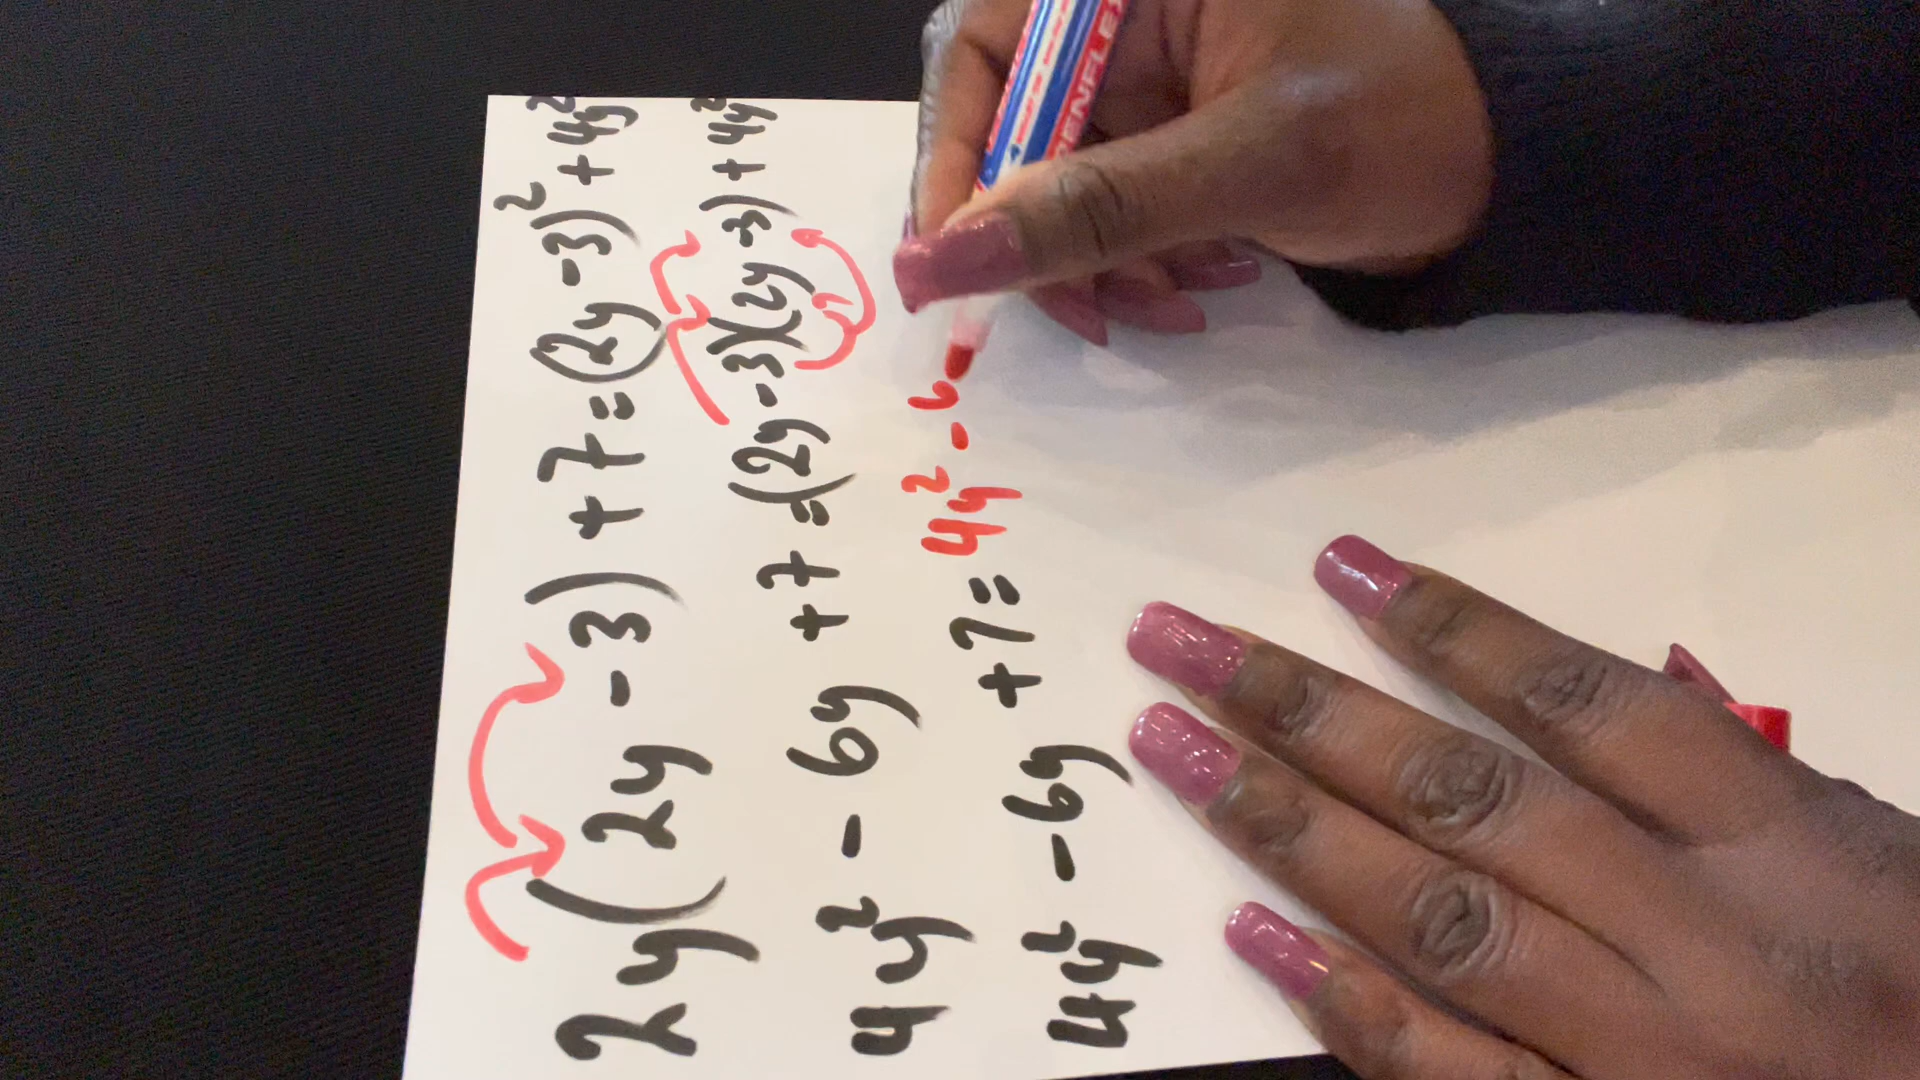 2y(2y - 3) + 7 = (2y - 3)² + 4y²
4y² - 6y + 7 = (2y - 3)(2y - 3) + 4y²
4y² - 6y + 7 = 4y² - 6